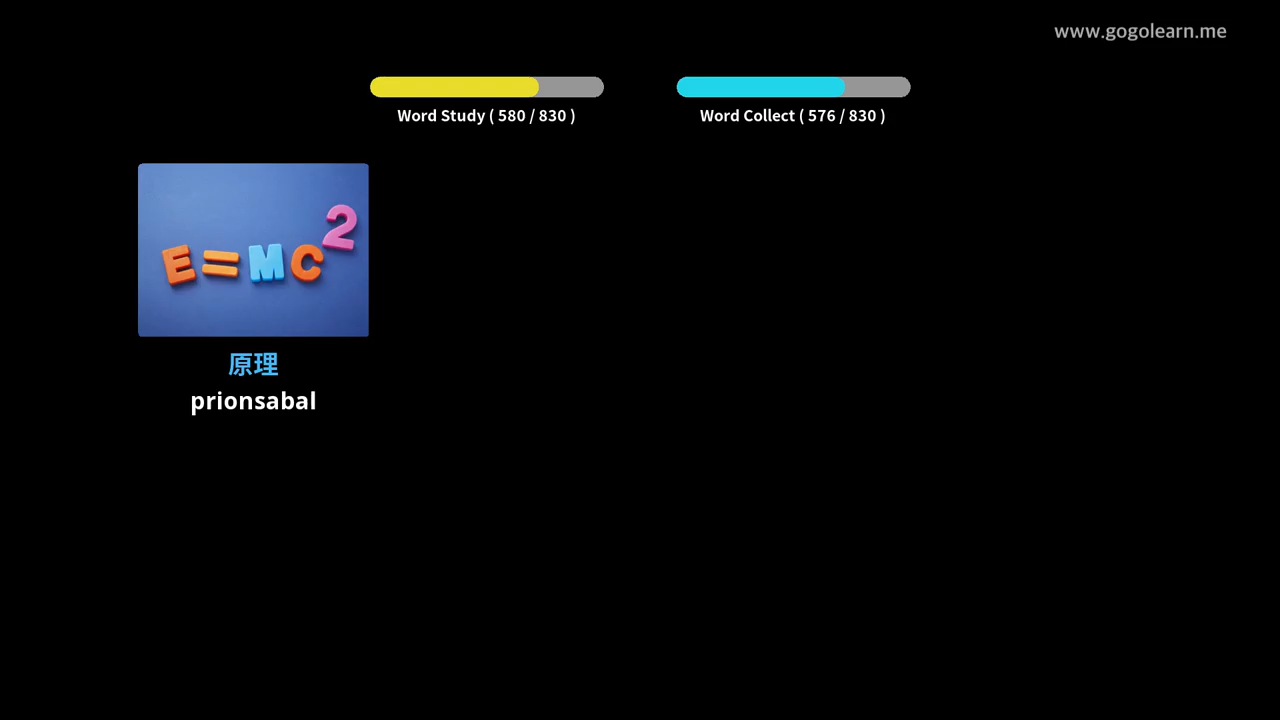 www.gogolearn.me
Word Study ( 580 / 830 )
Word Collect ( 576 / 830 )
E=MC²
原理
prionsabal